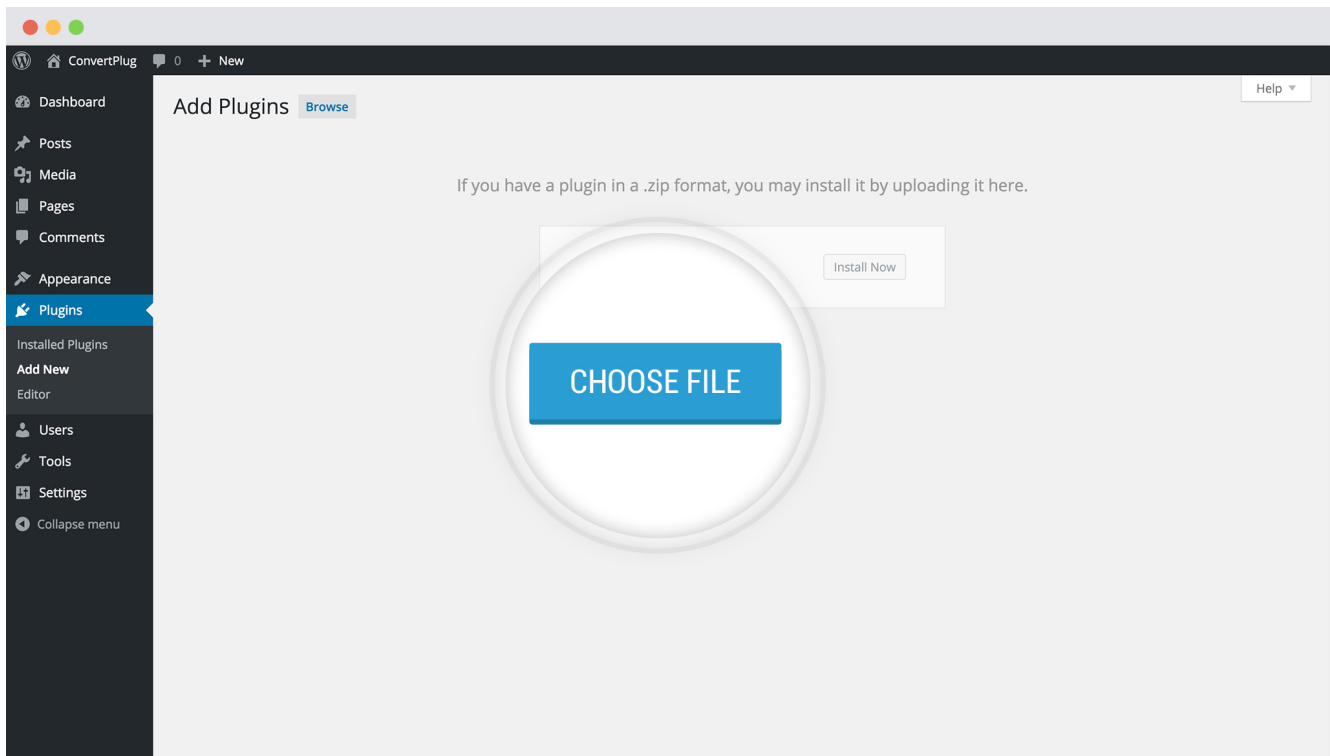 ConvertPlug 0 New
Help
Dashboard
Posts
Media
Pages
Comments
Appearance
Plugins
Installed Plugins
Add New
Editor
Users
Tools
Settings
Collapse menu
Add Plugins Browse
If you have a plugin in a .zip format, you may install it by uploading it here.
Install Now
CHOOSE FILE